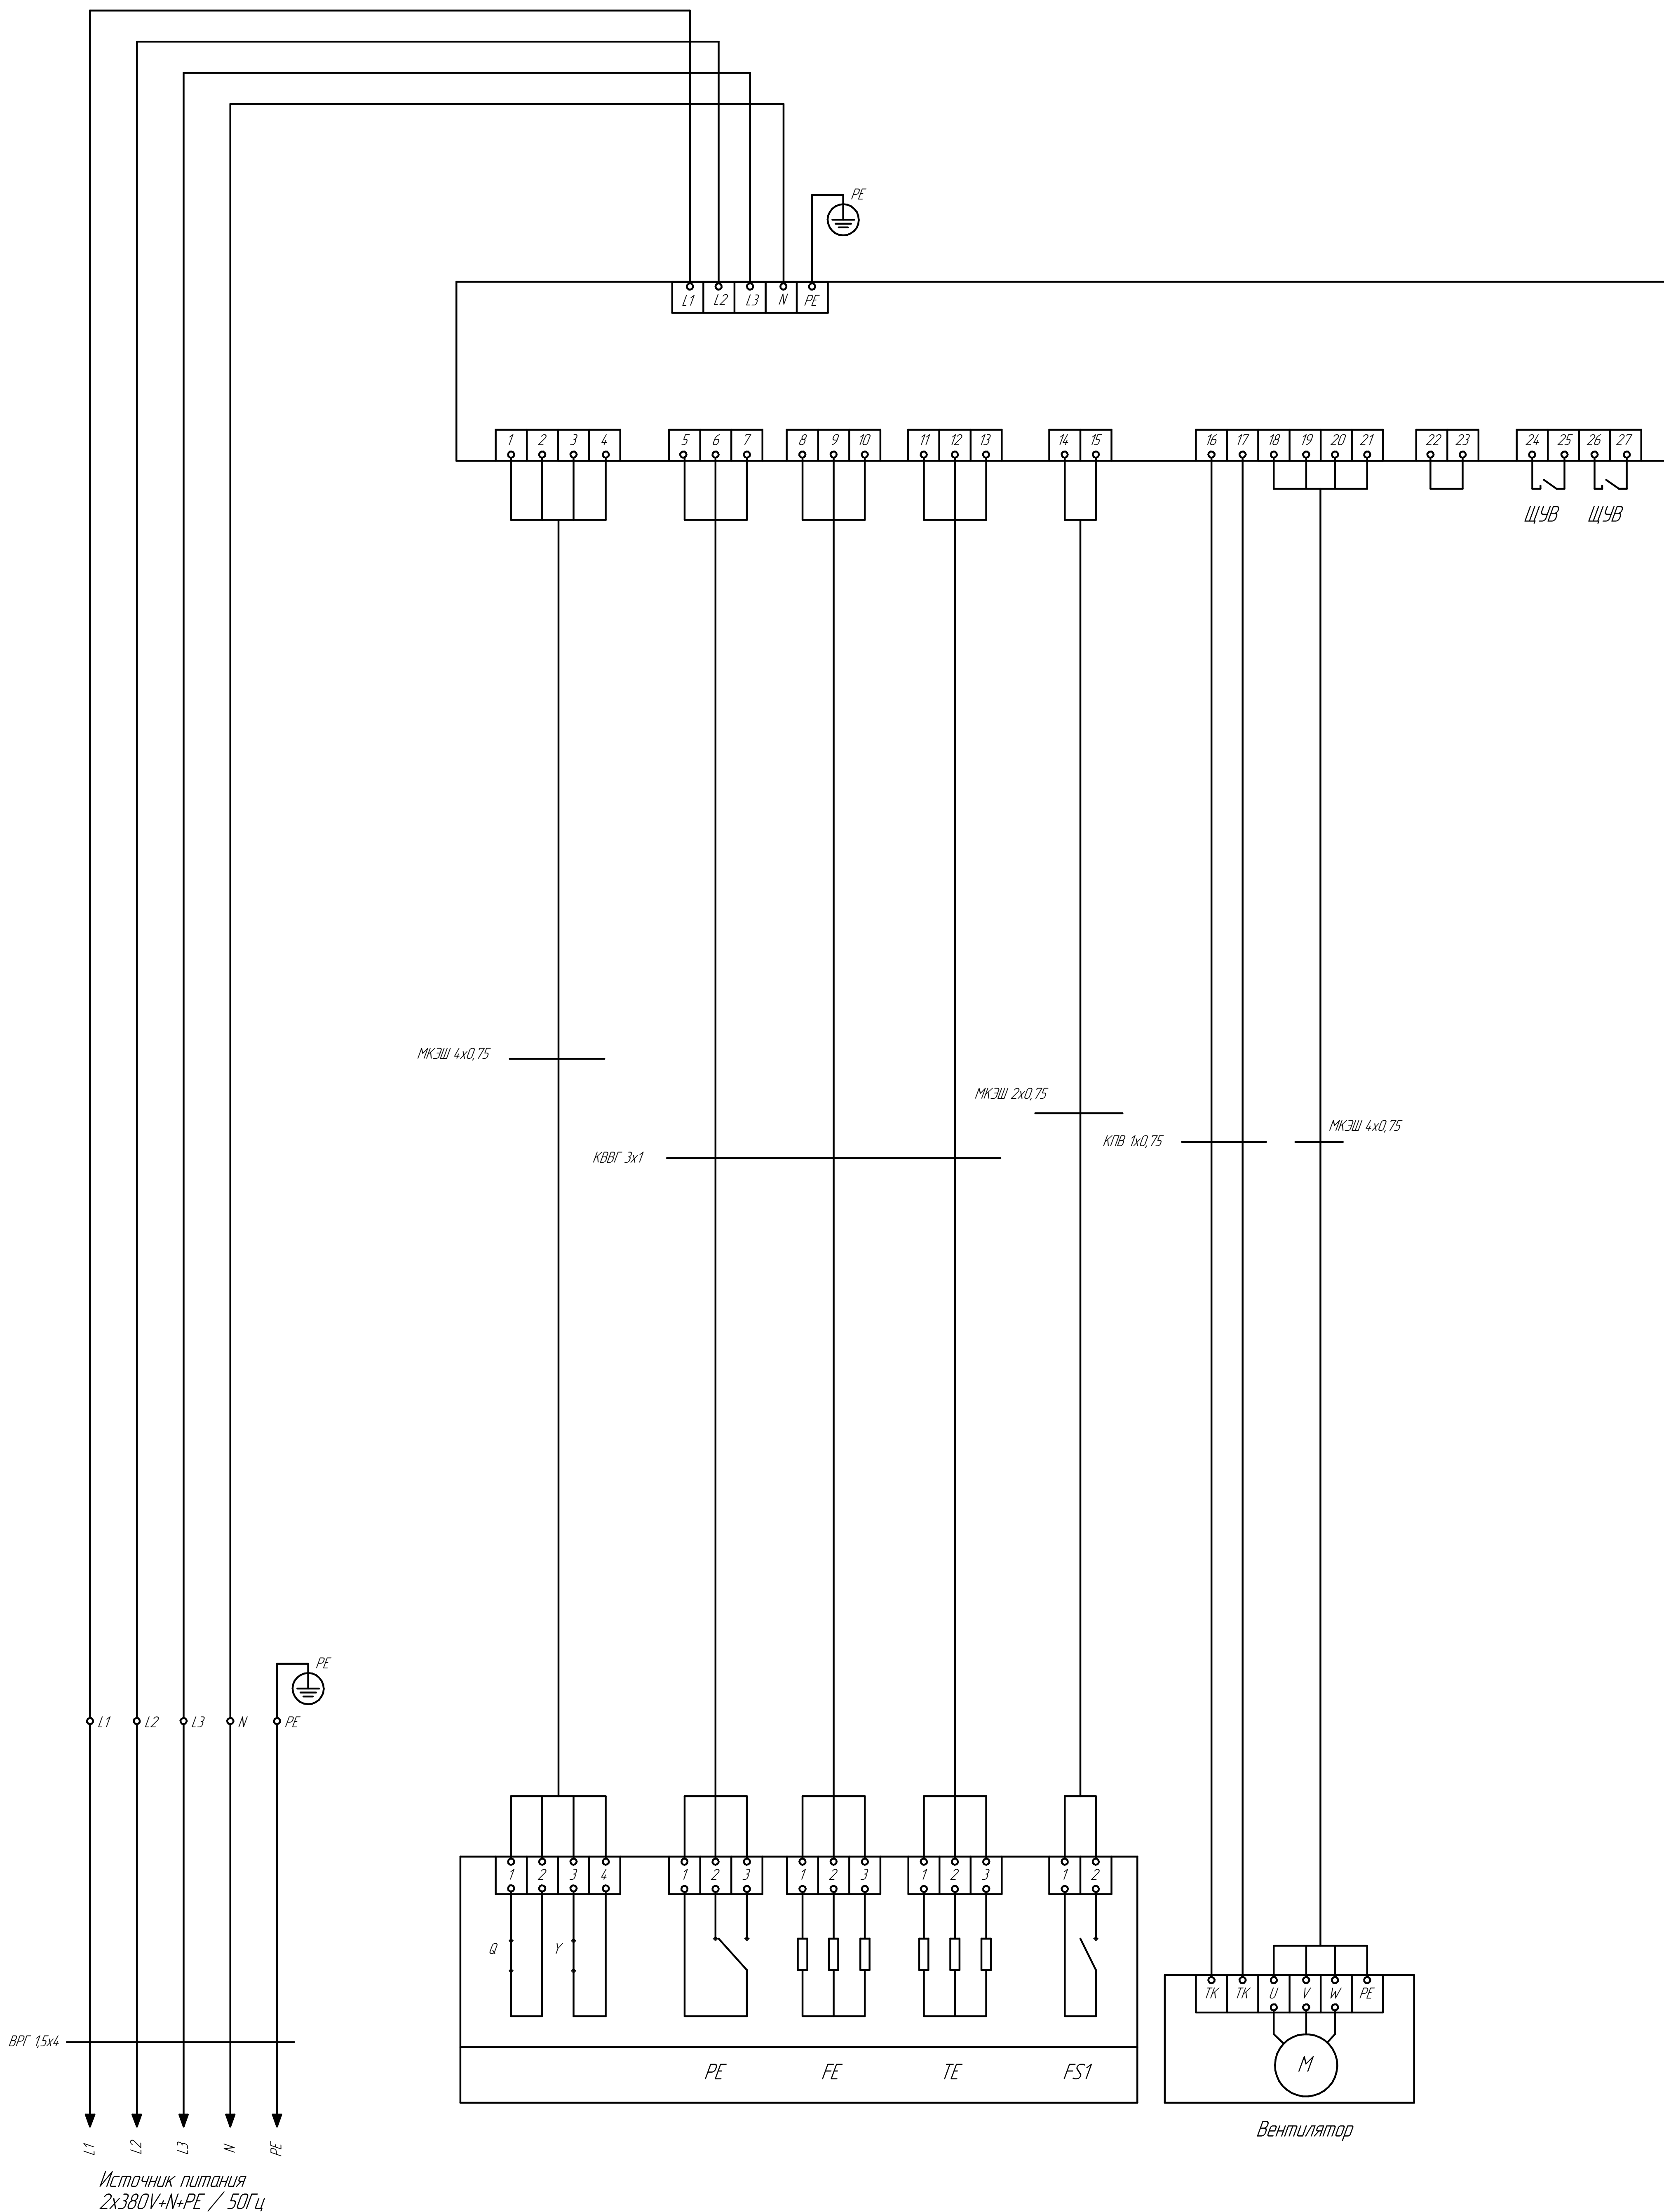 PE
L1 L2 L3 N PE
1 2 3 4 5 6 7 8 9 10 11 12 13 14 15 16 17 18 19 20 21 22 23 24 25 26 27
ЩУВ ЩУВ
МКЭШ 4х0,75
МКЭШ 2х0,75
МКЭШ 4х0,75
КПВ 1х0,75
КВВГ 3х1
PE
L1 L2 L3 N PE
1 2 3 4 1 2 3 1 2 3 1 2 3 1 2
Q Y
ТК ТК U V W PE
M
ВРГ 1,5х4
PE FE TE FS1
Вентилятор
L1 L2 L3 N PE
Источник питания
2х380V+N+PE / 50Гц